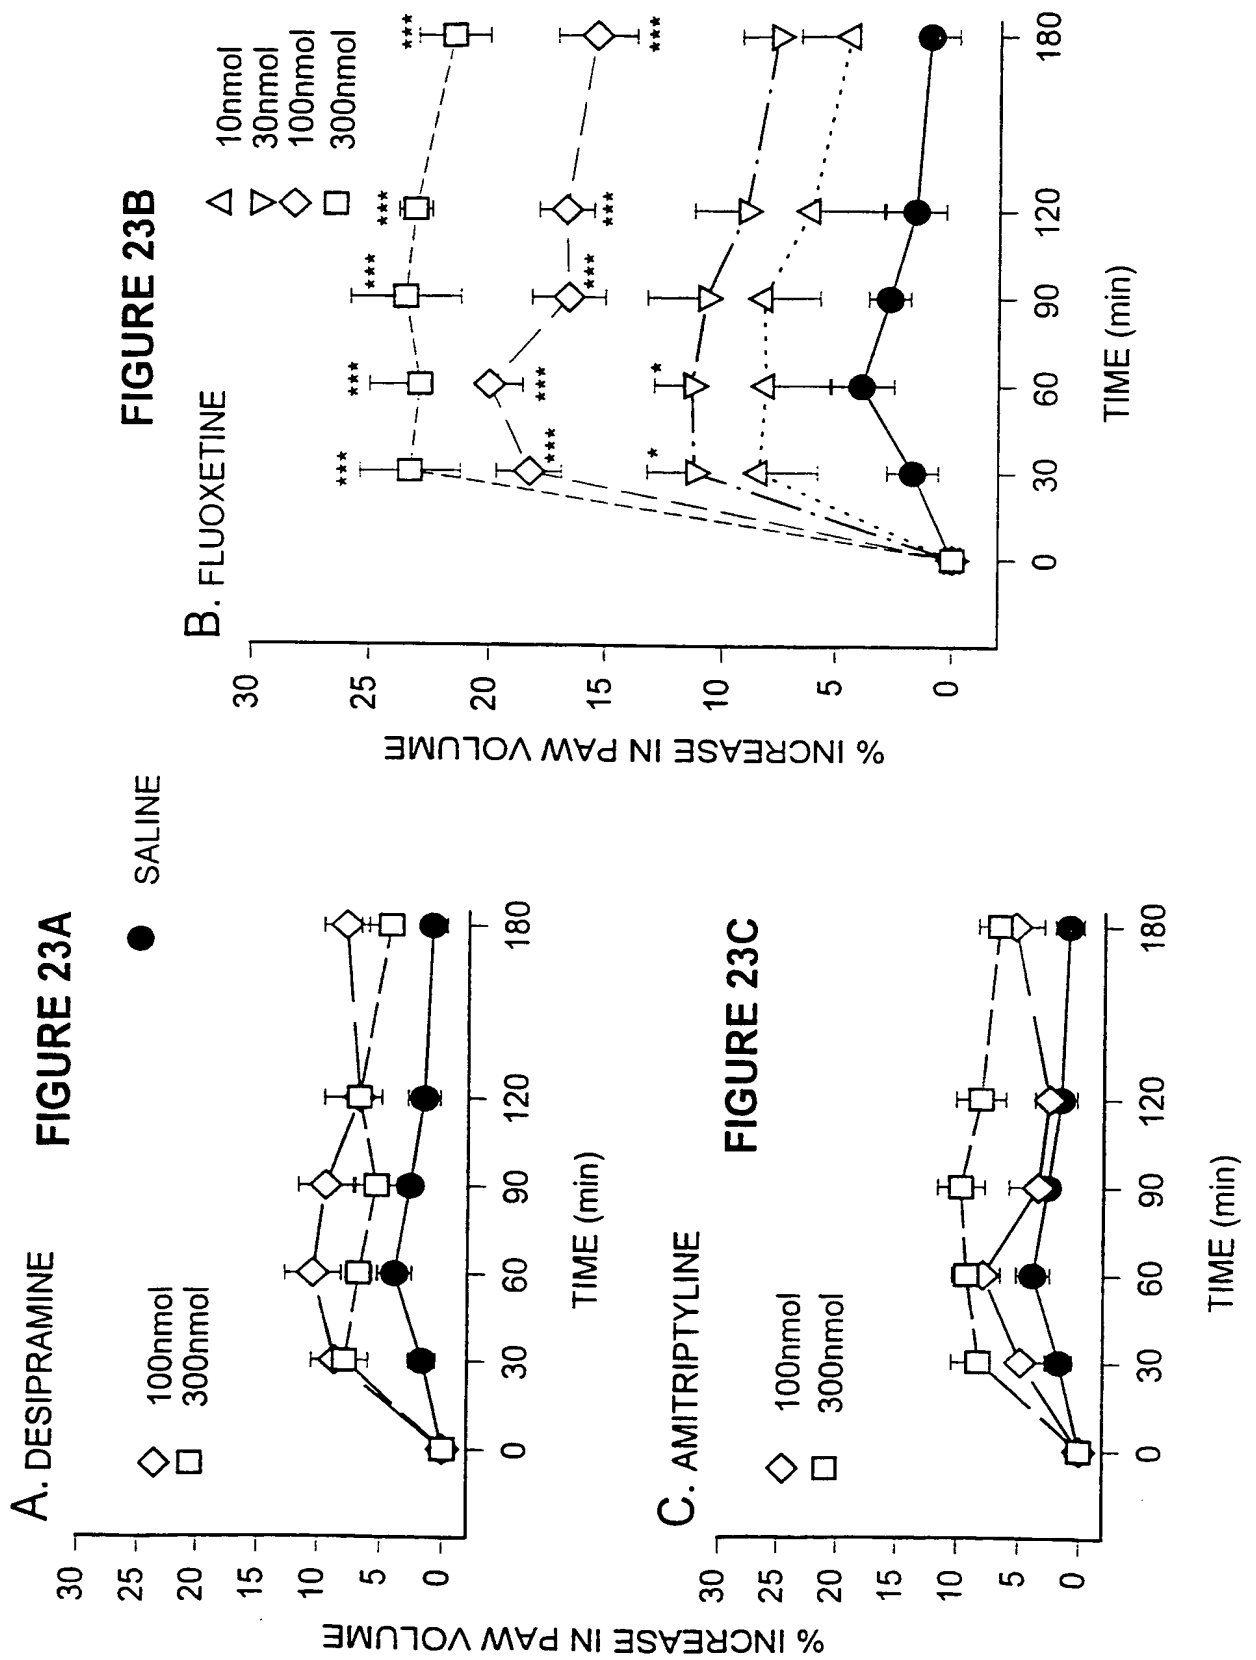 FIGURE 23A
A. DESIPRAMINE
SALINE
100nmol
300nmol
% INCREASE IN PAW VOLUME
30
25
20
15
10
5
0
0 30 60 90 120 180
TIME (min)
FIGURE 23B
B. FLUOXETINE
10nmol
30nmol
100nmol
300nmol
% INCREASE IN PAW VOLUME
30
25
20
15
10
5
0
*** *** *** *** ***
*** *** *** *** ***
* *
0 30 60 90 120 180
TIME (min)
FIGURE 23C
C. AMITRIPTYLINE
100nmol
300nmol
30
25
20
15
10
5
0
0 30 60 90 120 180
TIME (min)